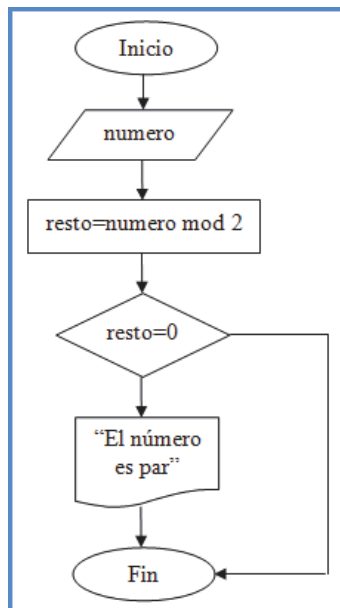 Inicio
numero
resto=numero mod 2
resto=0
“El número
es par”
Fin